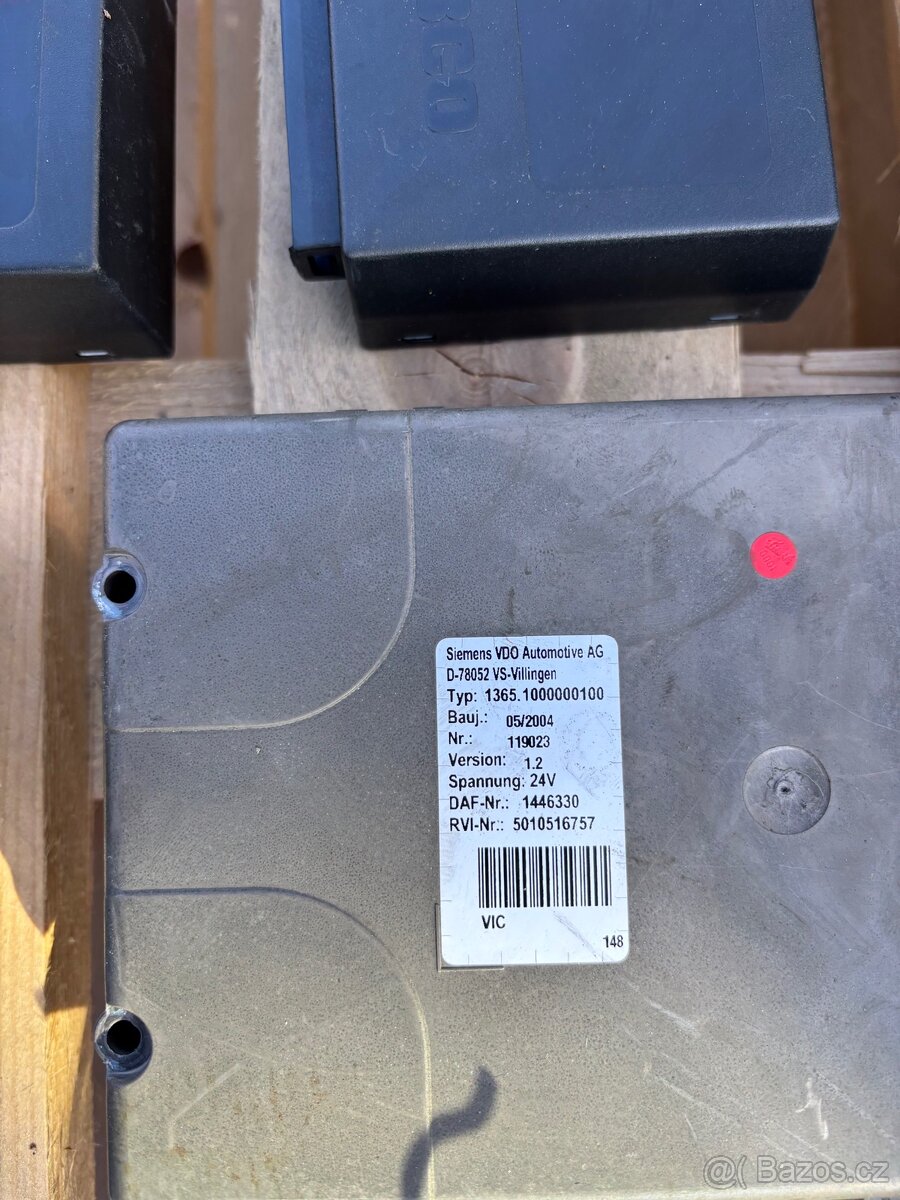 Siemens VDO Automotive AG
D-78052 VS-Villingen
Typ: 1365.1000000100
Bauj.: 05/2004
Nr.: 119023
Version: 1.2
Spannung: 24V
DAF-Nr.: 1446330
RVI-Nr.: 5010516757
VIC
148
@( Bazos.cz